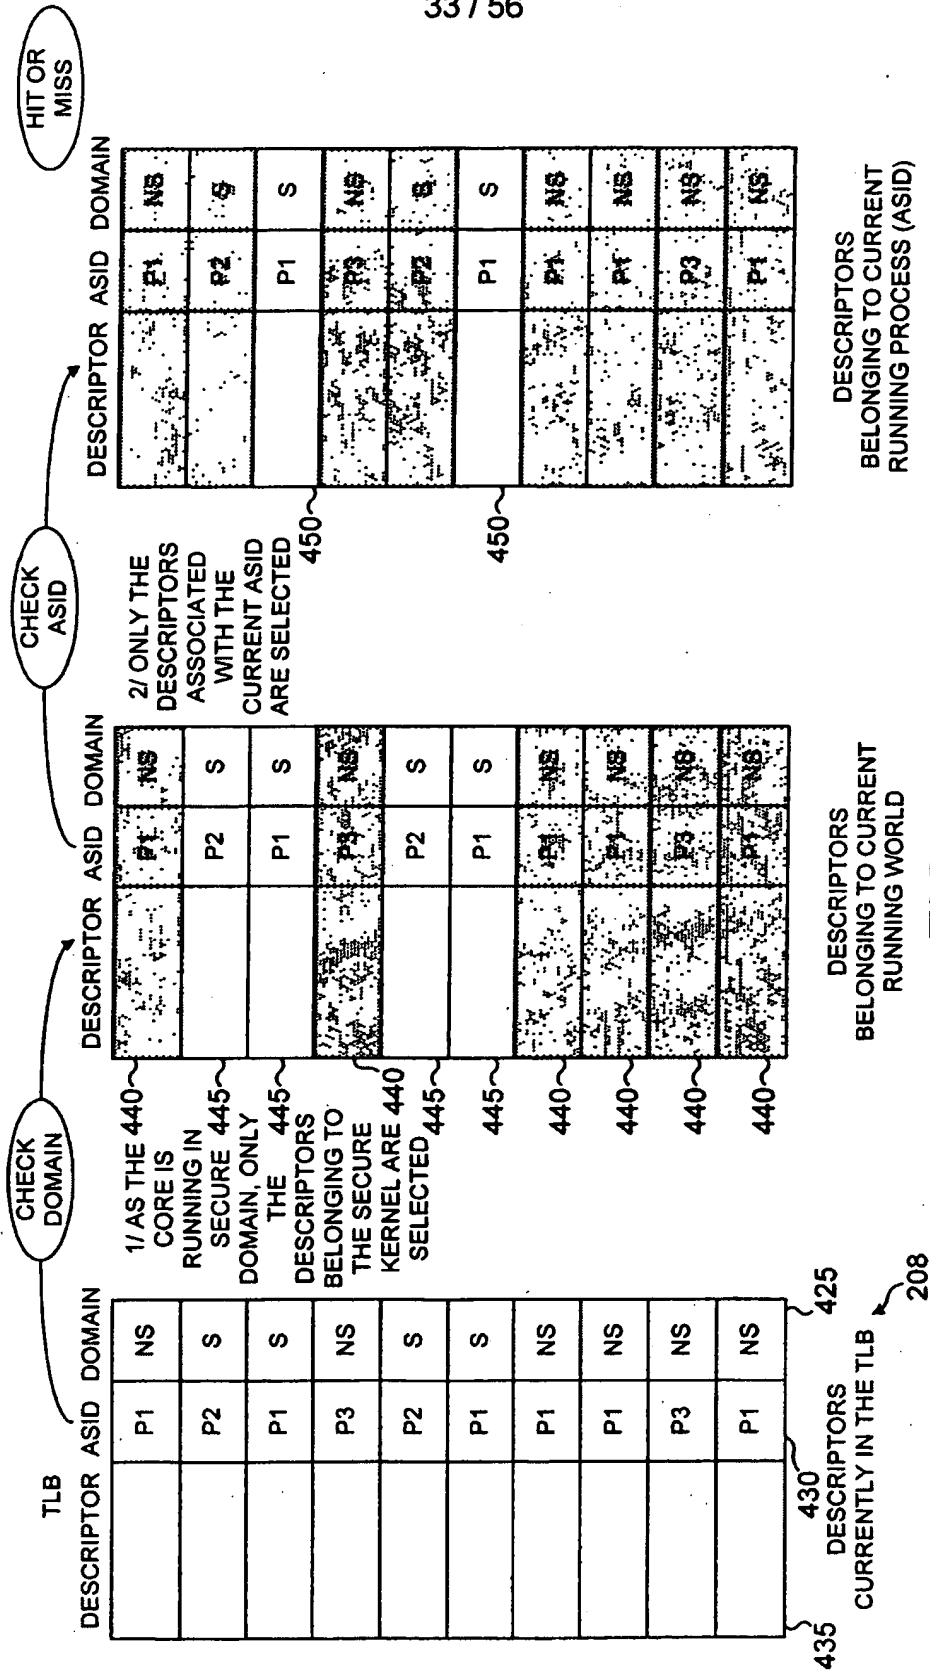 33 / 56
TLB
DESCRIPTOR ASID DOMAIN
P1 NS
P2 S
P1 S
P3 NS
P2 S
P1 S
P1 NS
P1 NS
P3 NS
P1 NS
435
430
425
DESCRIPTORS
CURRENTLY IN THE TLB
208
CHECK
DOMAIN
1/ AS THE
CORE IS
RUNNING IN
SECURE
DOMAIN, ONLY
THE
DESCRIPTORS
BELONGING TO
THE SECURE
KERNEL ARE
SELECTED
440
445
445
440
445
445
440
440
440
440
DESCRIPTOR ASID DOMAIN
P1 NS
P2 S
P1 S
P3 NS
P2 S
P1 S
P1 NS
P1 NS
P3 NS
P1 NS
DESCRIPTORS
BELONGING TO CURRENT
RUNNING WORLD
CHECK
ASID
2/ ONLY THE
DESCRIPTORS
ASSOCIATED
WITH THE
CURRENT ASID
ARE SELECTED
450
450
DESCRIPTOR ASID DOMAIN
P1 NS
P2 S
P1 S
P3 NS
P2 S
P1 S
P1 NS
P1 NS
P3 NS
P1 NS
DESCRIPTORS
BELONGING TO CURRENT
RUNNING PROCESS (ASID)
HIT OR
MISS